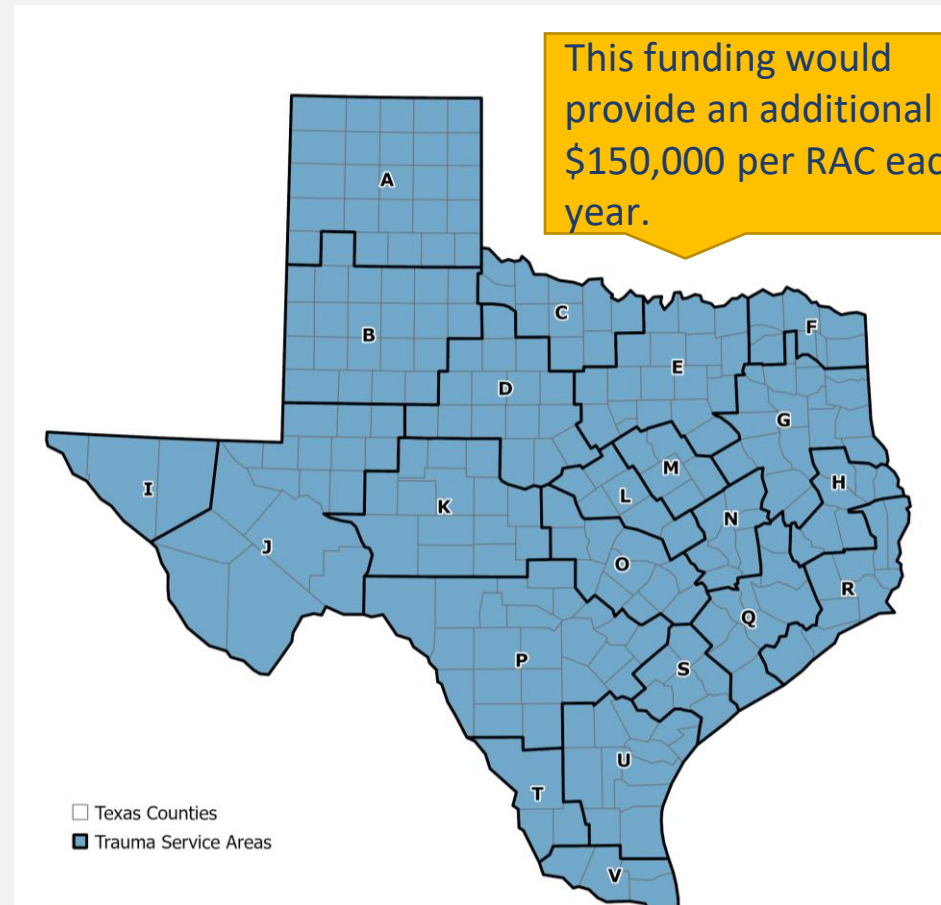 This funding would
provide an additional
$150,000 per RAC eac
year.
A
B
C
F
E
D
G
M
H
I
L
K
N
J
O
R
Q
P
S
U
T
V
Texas Counties
Trauma Service Areas